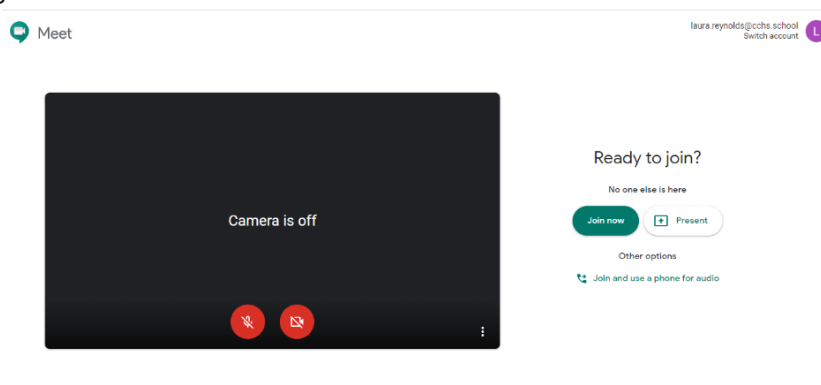 Meet
laura.reynolds@cchs.school
Switch account
L
Camera is off
Ready to join?
No one else is here
Join now
Present
Other options
Join and use a phone for audio